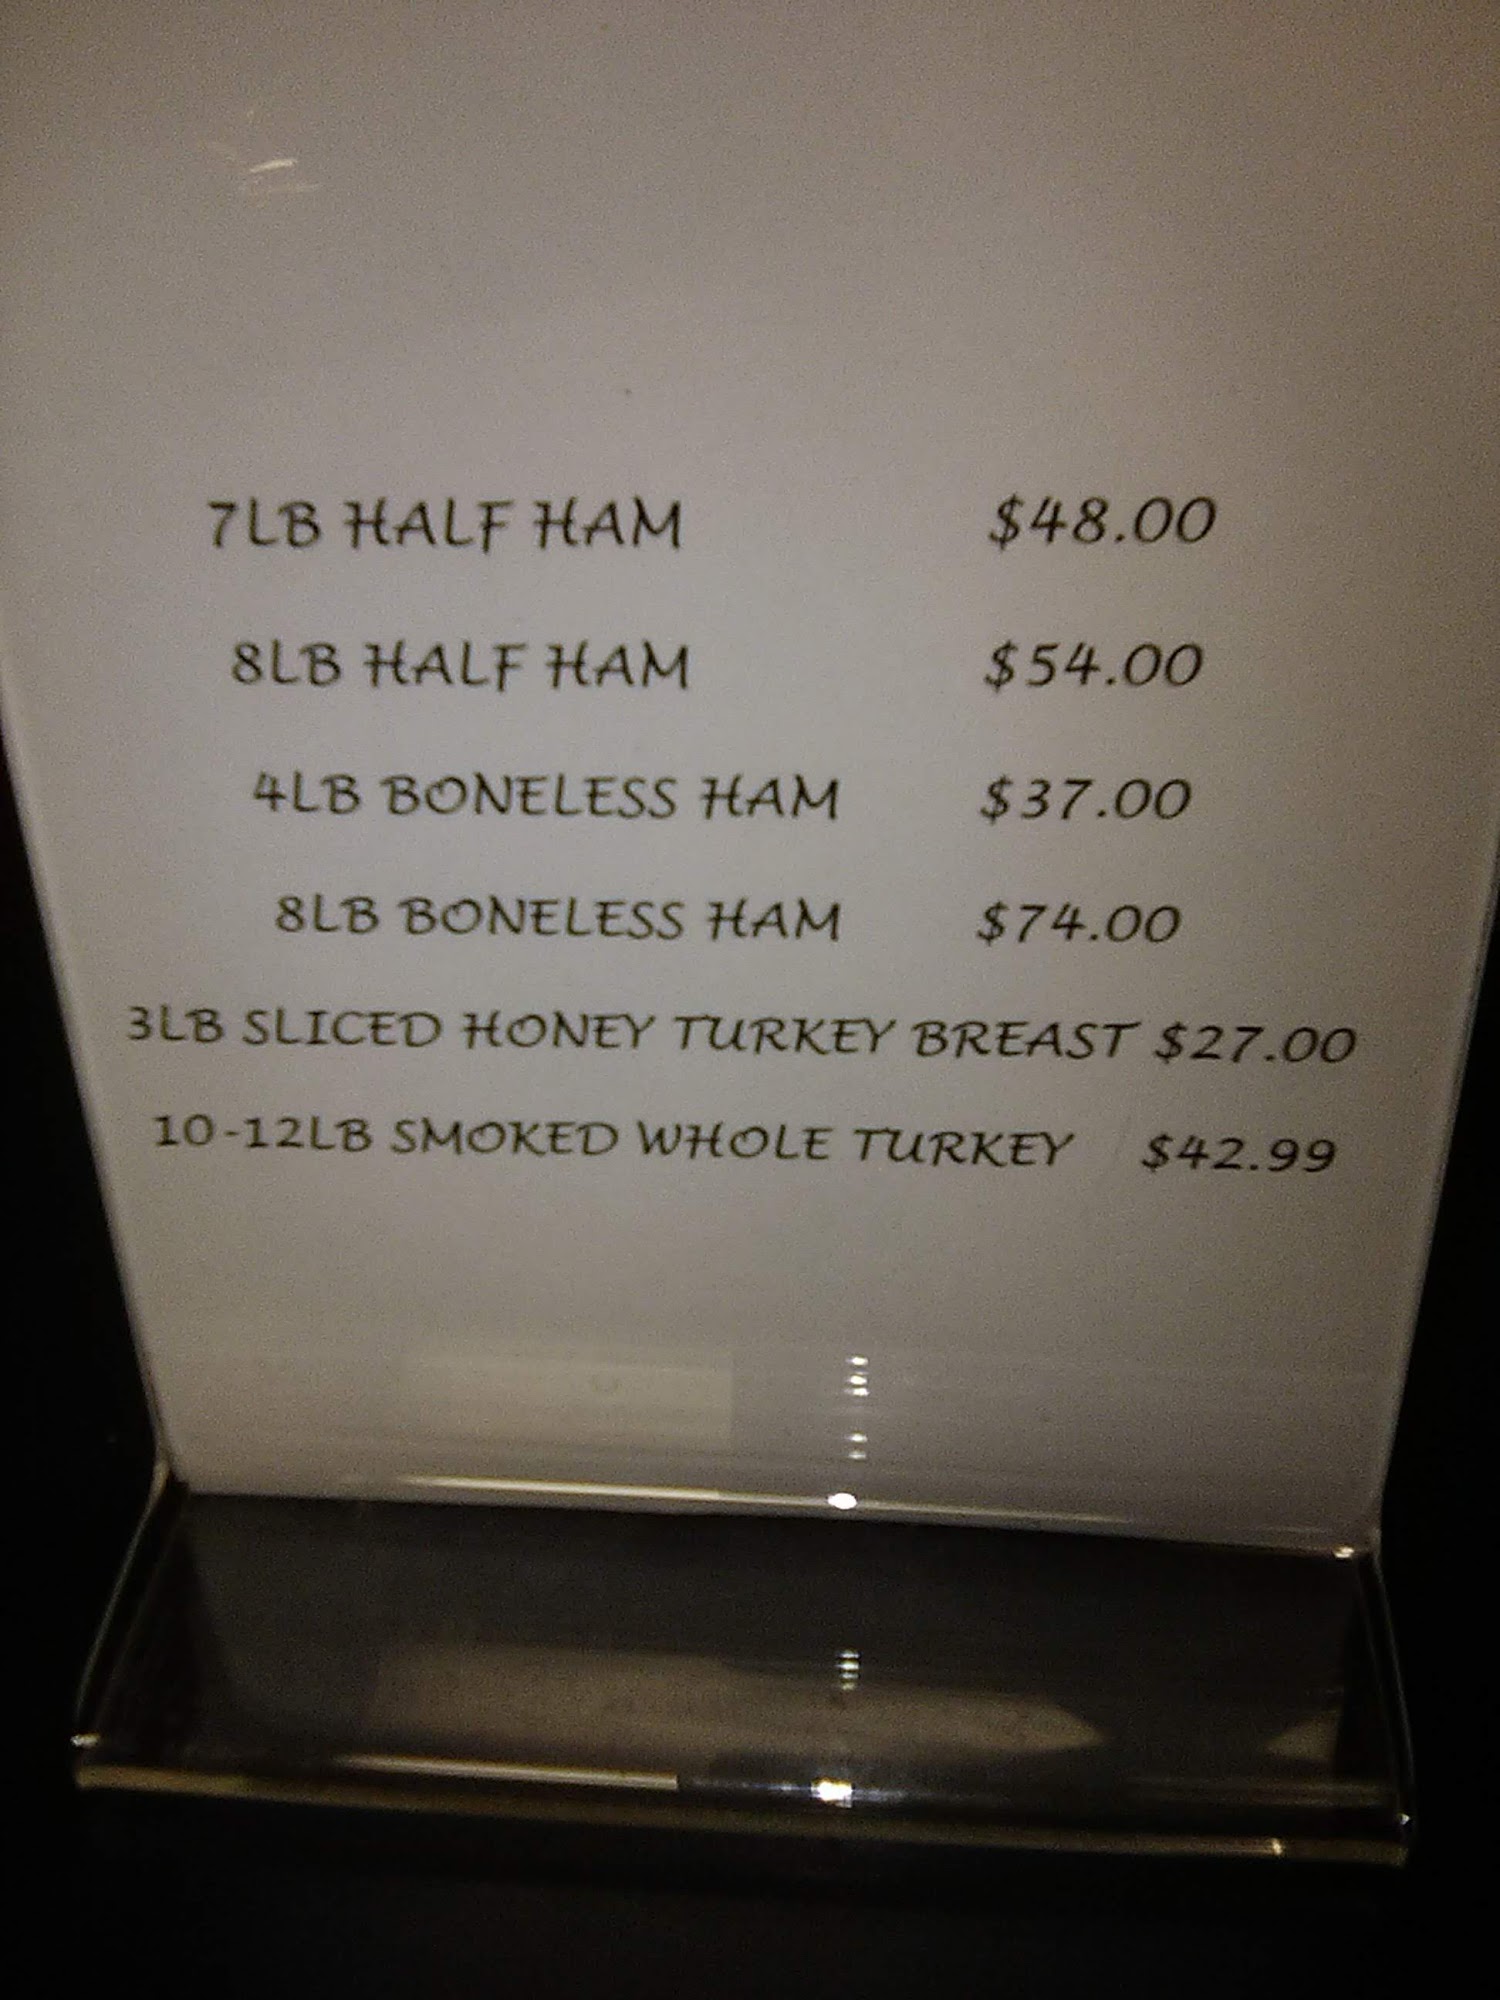 7LB HALF HAM $48.00
8LB HALF HAM $54.00
4LB BONELESS HAM $37.00
8LB BONELESS HAM $74.00
3LB SLICED HONEY TURKEY BREAST $27.00
10-12LB SMOKED WHOLE TURKEY $42.99